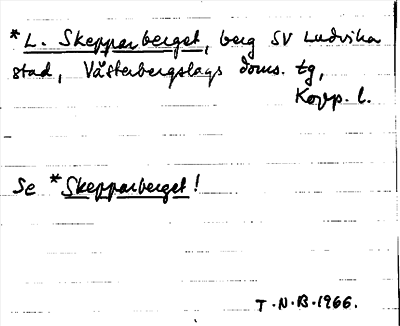 *L. Skepparberget, berg SV Ludvika
stad, Västerbergslags doms. tg,
Kopp. l.
Se *Skepparberget!
T.N.B.1966.